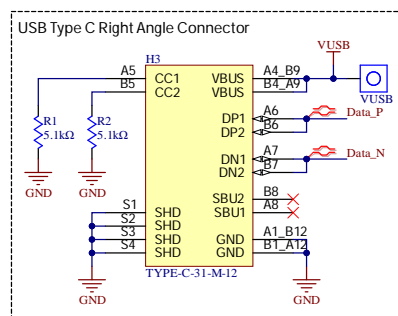 USB Type C Right Angle Connector
H3
VUSB
A5 CC1 VBUS A4_B9
B5 CC2 VBUS B4_A9
VUSB
R1
5.1kΩ
R2
5.1kΩ
DP1 A6 Data_P
DP2 B6
DN1 A7 Data_N
DN2 B7
GND
GND
SBU2 B8
SBU1 A8
S1 SHD
S2 SHD
S3 SHD
S4 SHD
GND A1_B12
GND B1_A12
TYPE-C-31-M-12
GND
GND